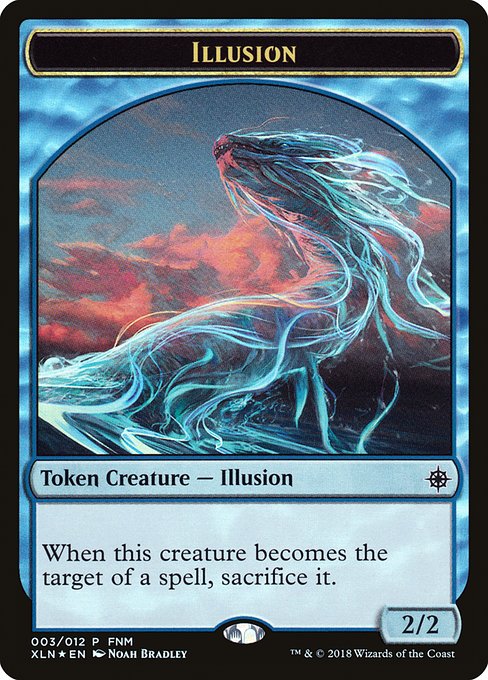 ILLUSION
Token Creature — Illusion
When this creature becomes the
target of a spell, sacrifice it.
2/2
003/012 P FNM
XLN★EN Noah Bradley
™ & © 2018 Wizards of the Coast